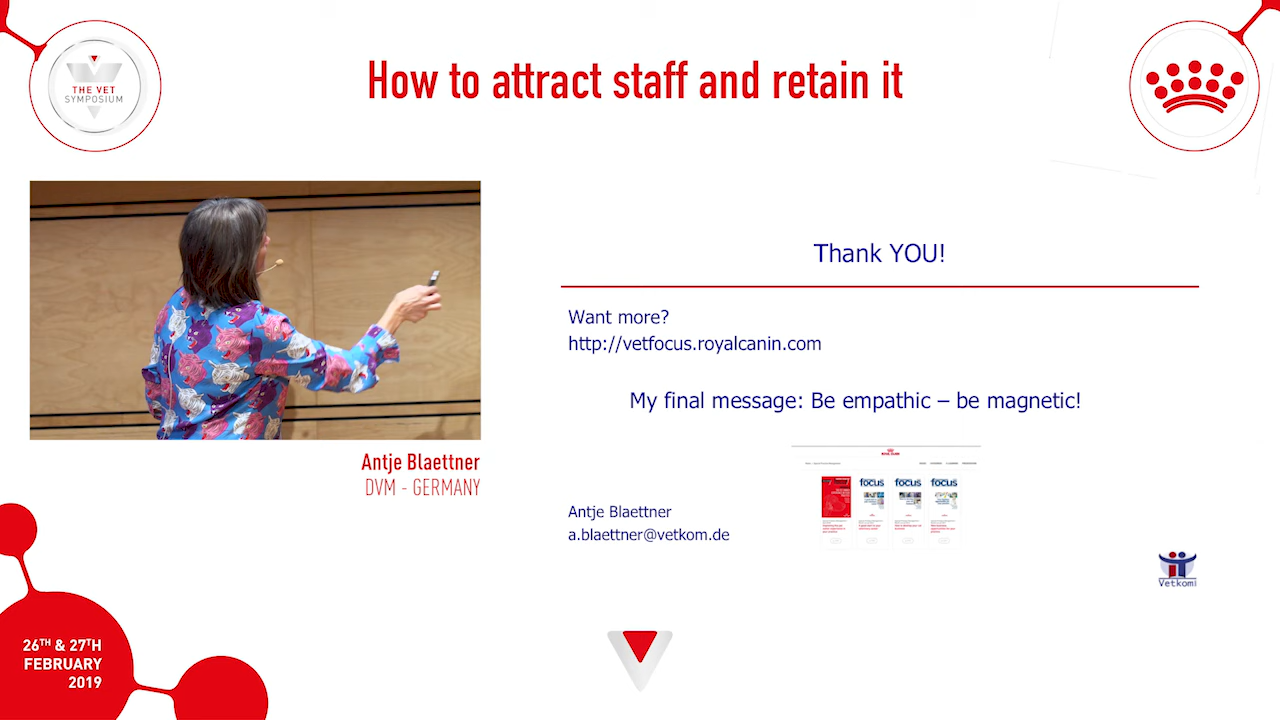 THE VET
SYMPOSIUM
How to attract staff and retain it
Antje Blaettner
DVM - GERMANY
Thank YOU!
Want more?
http://vetfocus.royalcanin.com
My final message: Be empathic – be magnetic!
focus
focus
focus
Antje Blaettner
a.blaettner@vetkom.de
Vetkom
26TH & 27TH
FEBRUARY
2019